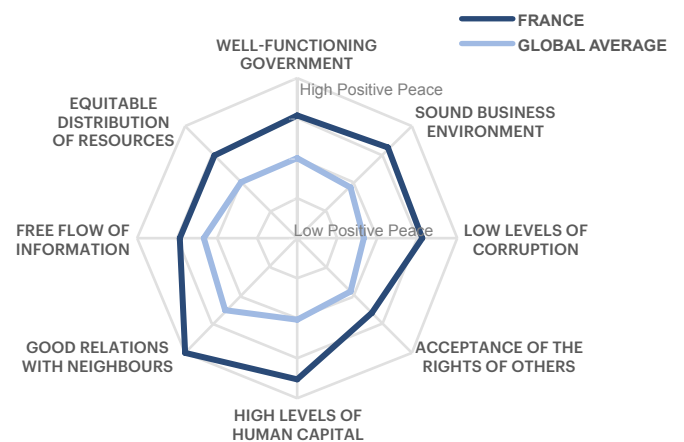 FRANCE
GLOBAL AVERAGE
WELL-FUNCTIONING
GOVERNMENT
High Positive Peace
SOUND BUSINESS
ENVIRONMENT
EQUITABLE
DISTRIBUTION
OF RESOURCES
FREE FLOW OF
INFORMATION
Low Positive Peace
LOW LEVELS OF
CORRUPTION
GOOD RELATIONS
WITH NEIGHBOURS
ACCEPTANCE OF THE
RIGHTS OF OTHERS
HIGH LEVELS OF
HUMAN CAPITAL